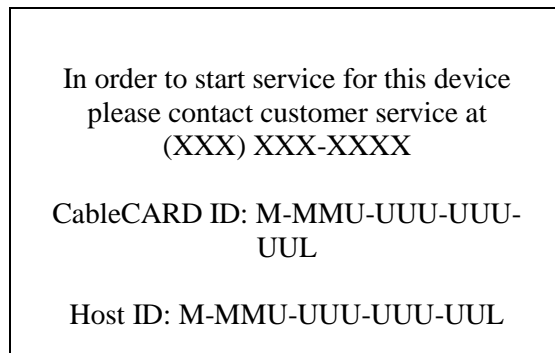 In order to start service for this device
please contact customer service at
(XXX) XXX-XXXX
CableCARD ID: M-MMU-UUU-UUU-
UUL
Host ID: M-MMU-UUU-UUU-UUL